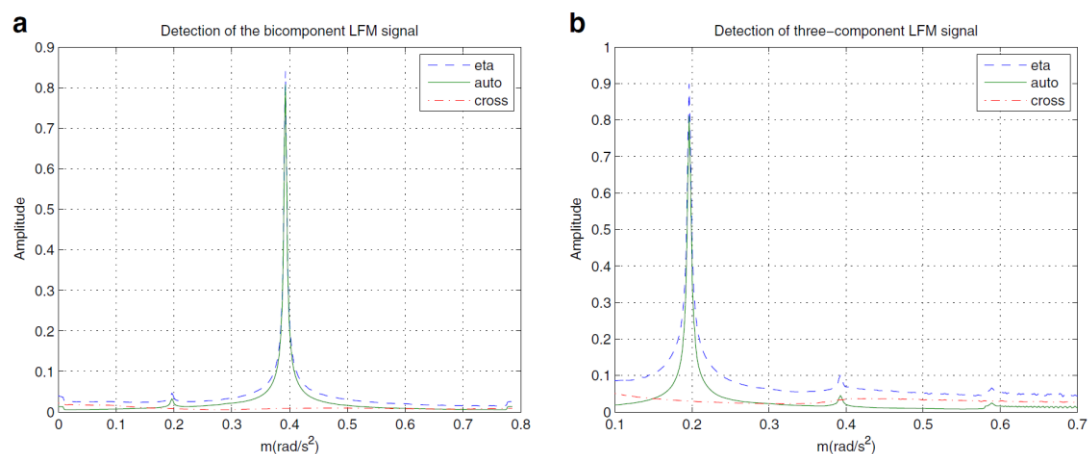 a
Detection of the bicomponent LFM signal
0.9
0.8
0.7
0.6
0.5
0.4
0.3
0.2
0.1
0
Amplitude
eta
auto
cross
0 0.1 0.2 0.3 0.4 0.5 0.6 0.7 0.8
m(rad/s²)
b
Detection of three−component LFM signal
1
0.9
0.8
0.7
0.6
0.5
0.4
0.3
0.2
0.1
0
Amplitude
eta
auto
cross
0.1 0.2 0.3 0.4 0.5 0.6 0.7
m(rad/s²)